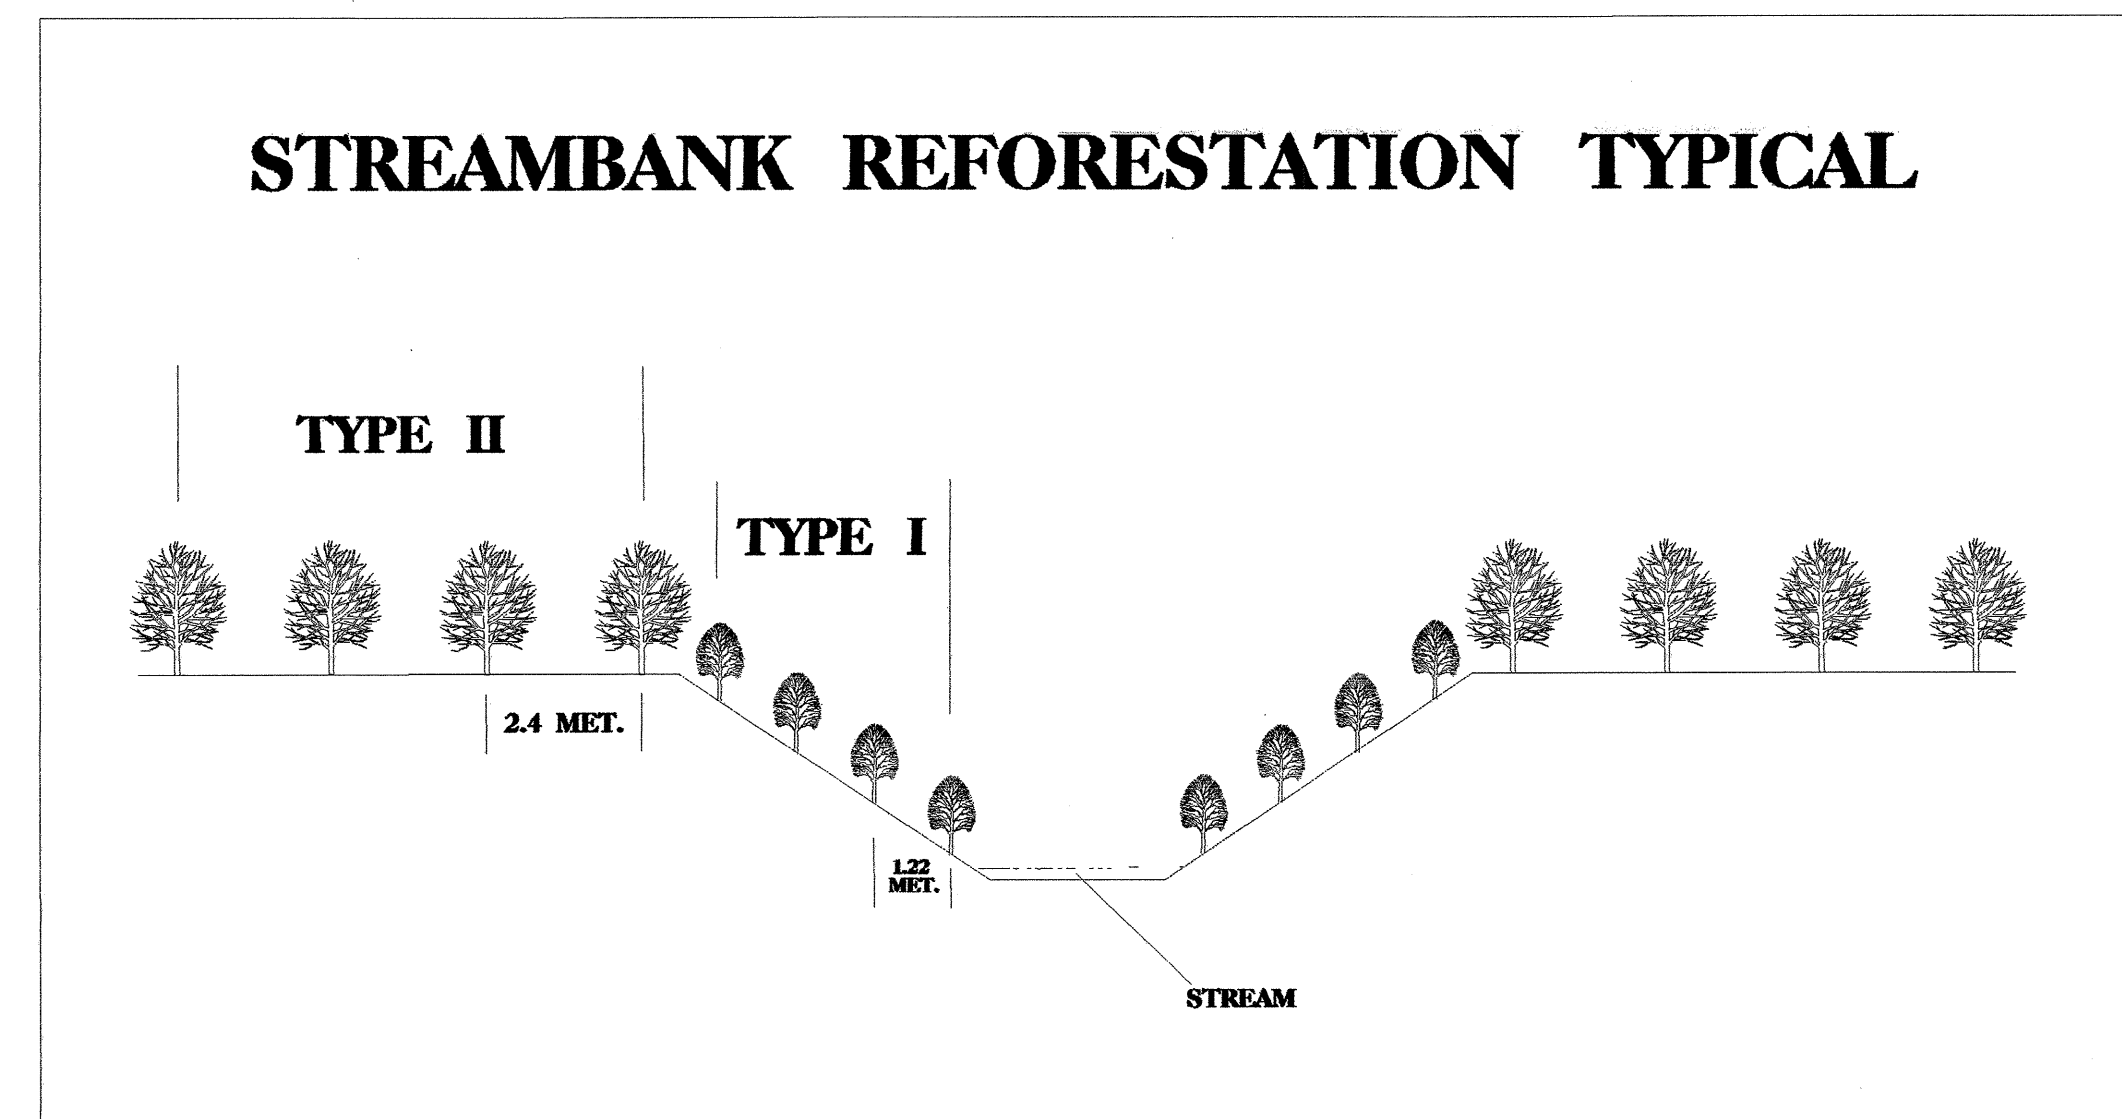 STREAMBANK REFORESTATION TYPICAL
TYPE II
TYPE I
2.4 MET.
1.22
MET.
STREAM